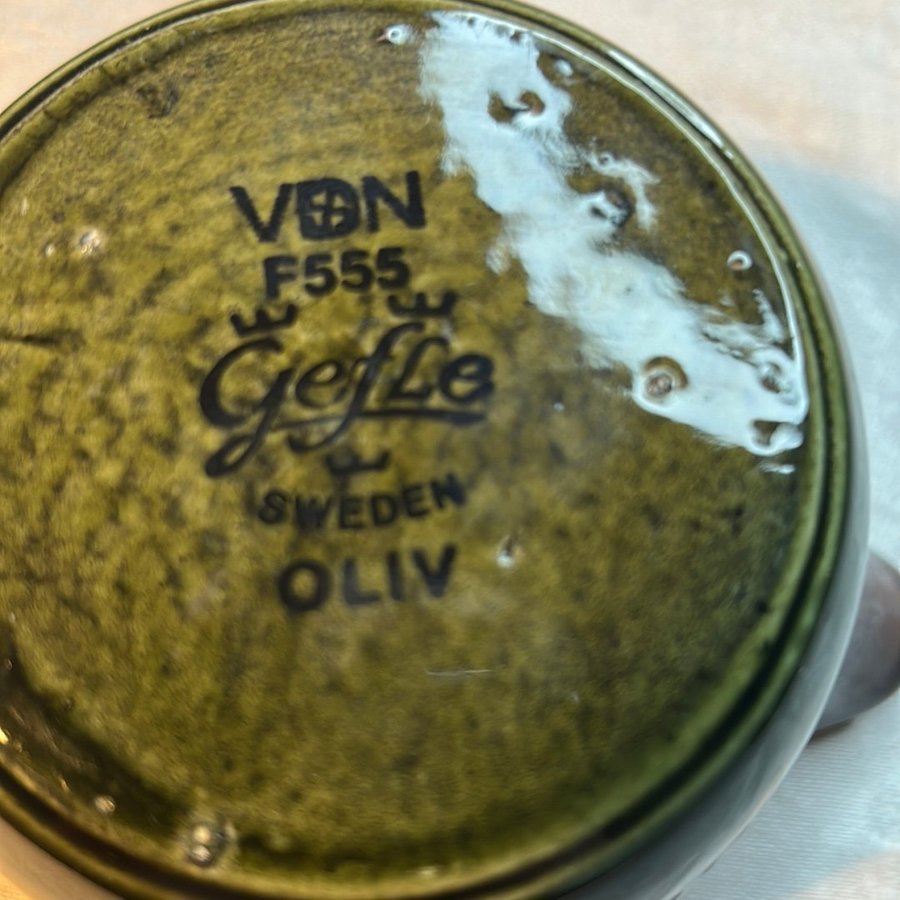 VDN
F555
Gefle
SWEDEN
OLIV